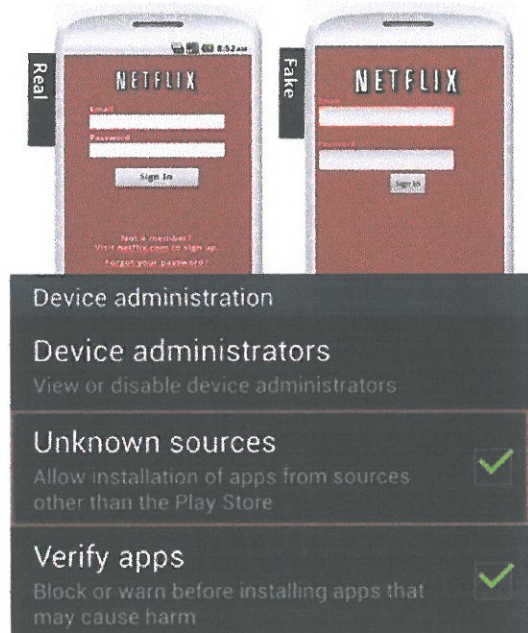 Real
8:52AM
NETFLIX
Email
Password
Sign In
Not a member?
Visit netflix.com to sign up.
Forgot your password?
Fake
NETFLIX
Email
Password
Sign In
Device administration
Device administrators
View or disable device administrators
Unknown sources
Allow installation of apps from sources
other than the Play Store
Verify apps
Block or warn before installing apps that
may cause harm